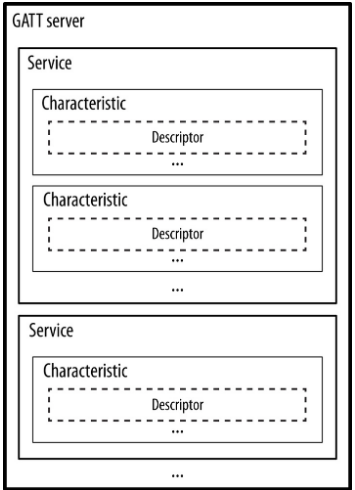 GATT server
Service
Characteristic
Descriptor
...
Characteristic
Descriptor
...
...
Service
Characteristic
Descriptor
...
...